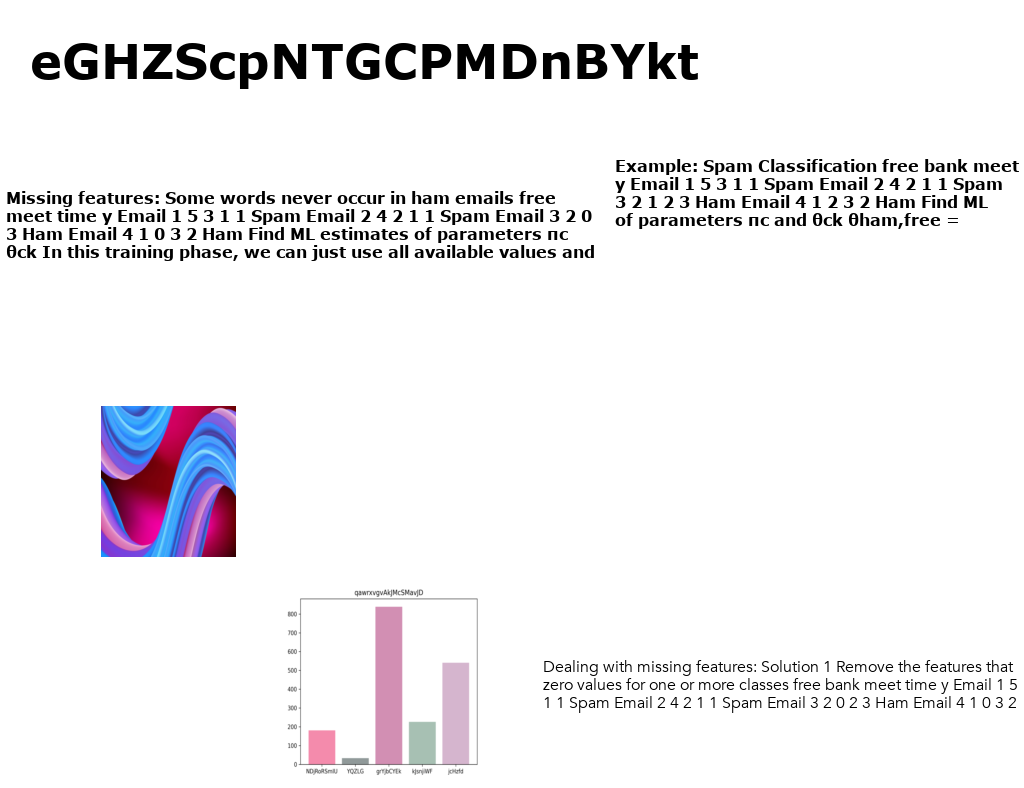 eGHZScpNTGCPMDnBYkt
Missing features: Some words never occur in ham emails free
meet time y Email 1 5 3 1 1 Spam Email 2 4 2 1 1 Spam Email 3 2 0
3 Ham Email 4 1 0 3 2 Ham Find ML estimates of parameters πc
θck In this training phase, we can just use all available values and
Example: Spam Classification free bank meet
y Email 1 5 3 1 1 Spam Email 2 4 2 1 1 Spam
3 2 1 2 3 Ham Email 4 1 2 3 2 Ham Find ML
of parameters πc and θck θham,free =
qawrxvgvAkJMcSMavJD
800
700
600
500
400
300
200
100
0
NDjRoRSmIU YQZLG grYjbCYEk kJsnjiWF jcHzfd
Dealing with missing features: Solution 1 Remove the features that
zero values for one or more classes free bank meet time y Email 1 5
1 1 Spam Email 2 4 2 1 1 Spam Email 3 2 0 2 3 Ham Email 4 1 0 3 2